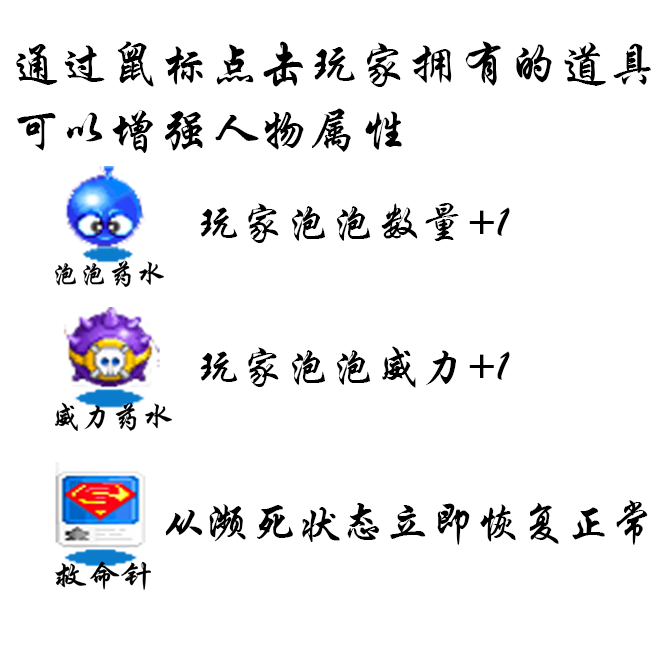 通过鼠标点击玩家拥有的道具
可以增强人物属性
玩家泡泡数量+1
泡泡药水
玩家泡泡威力+1
威力药水
从濒死状态立即恢复正常
救命针